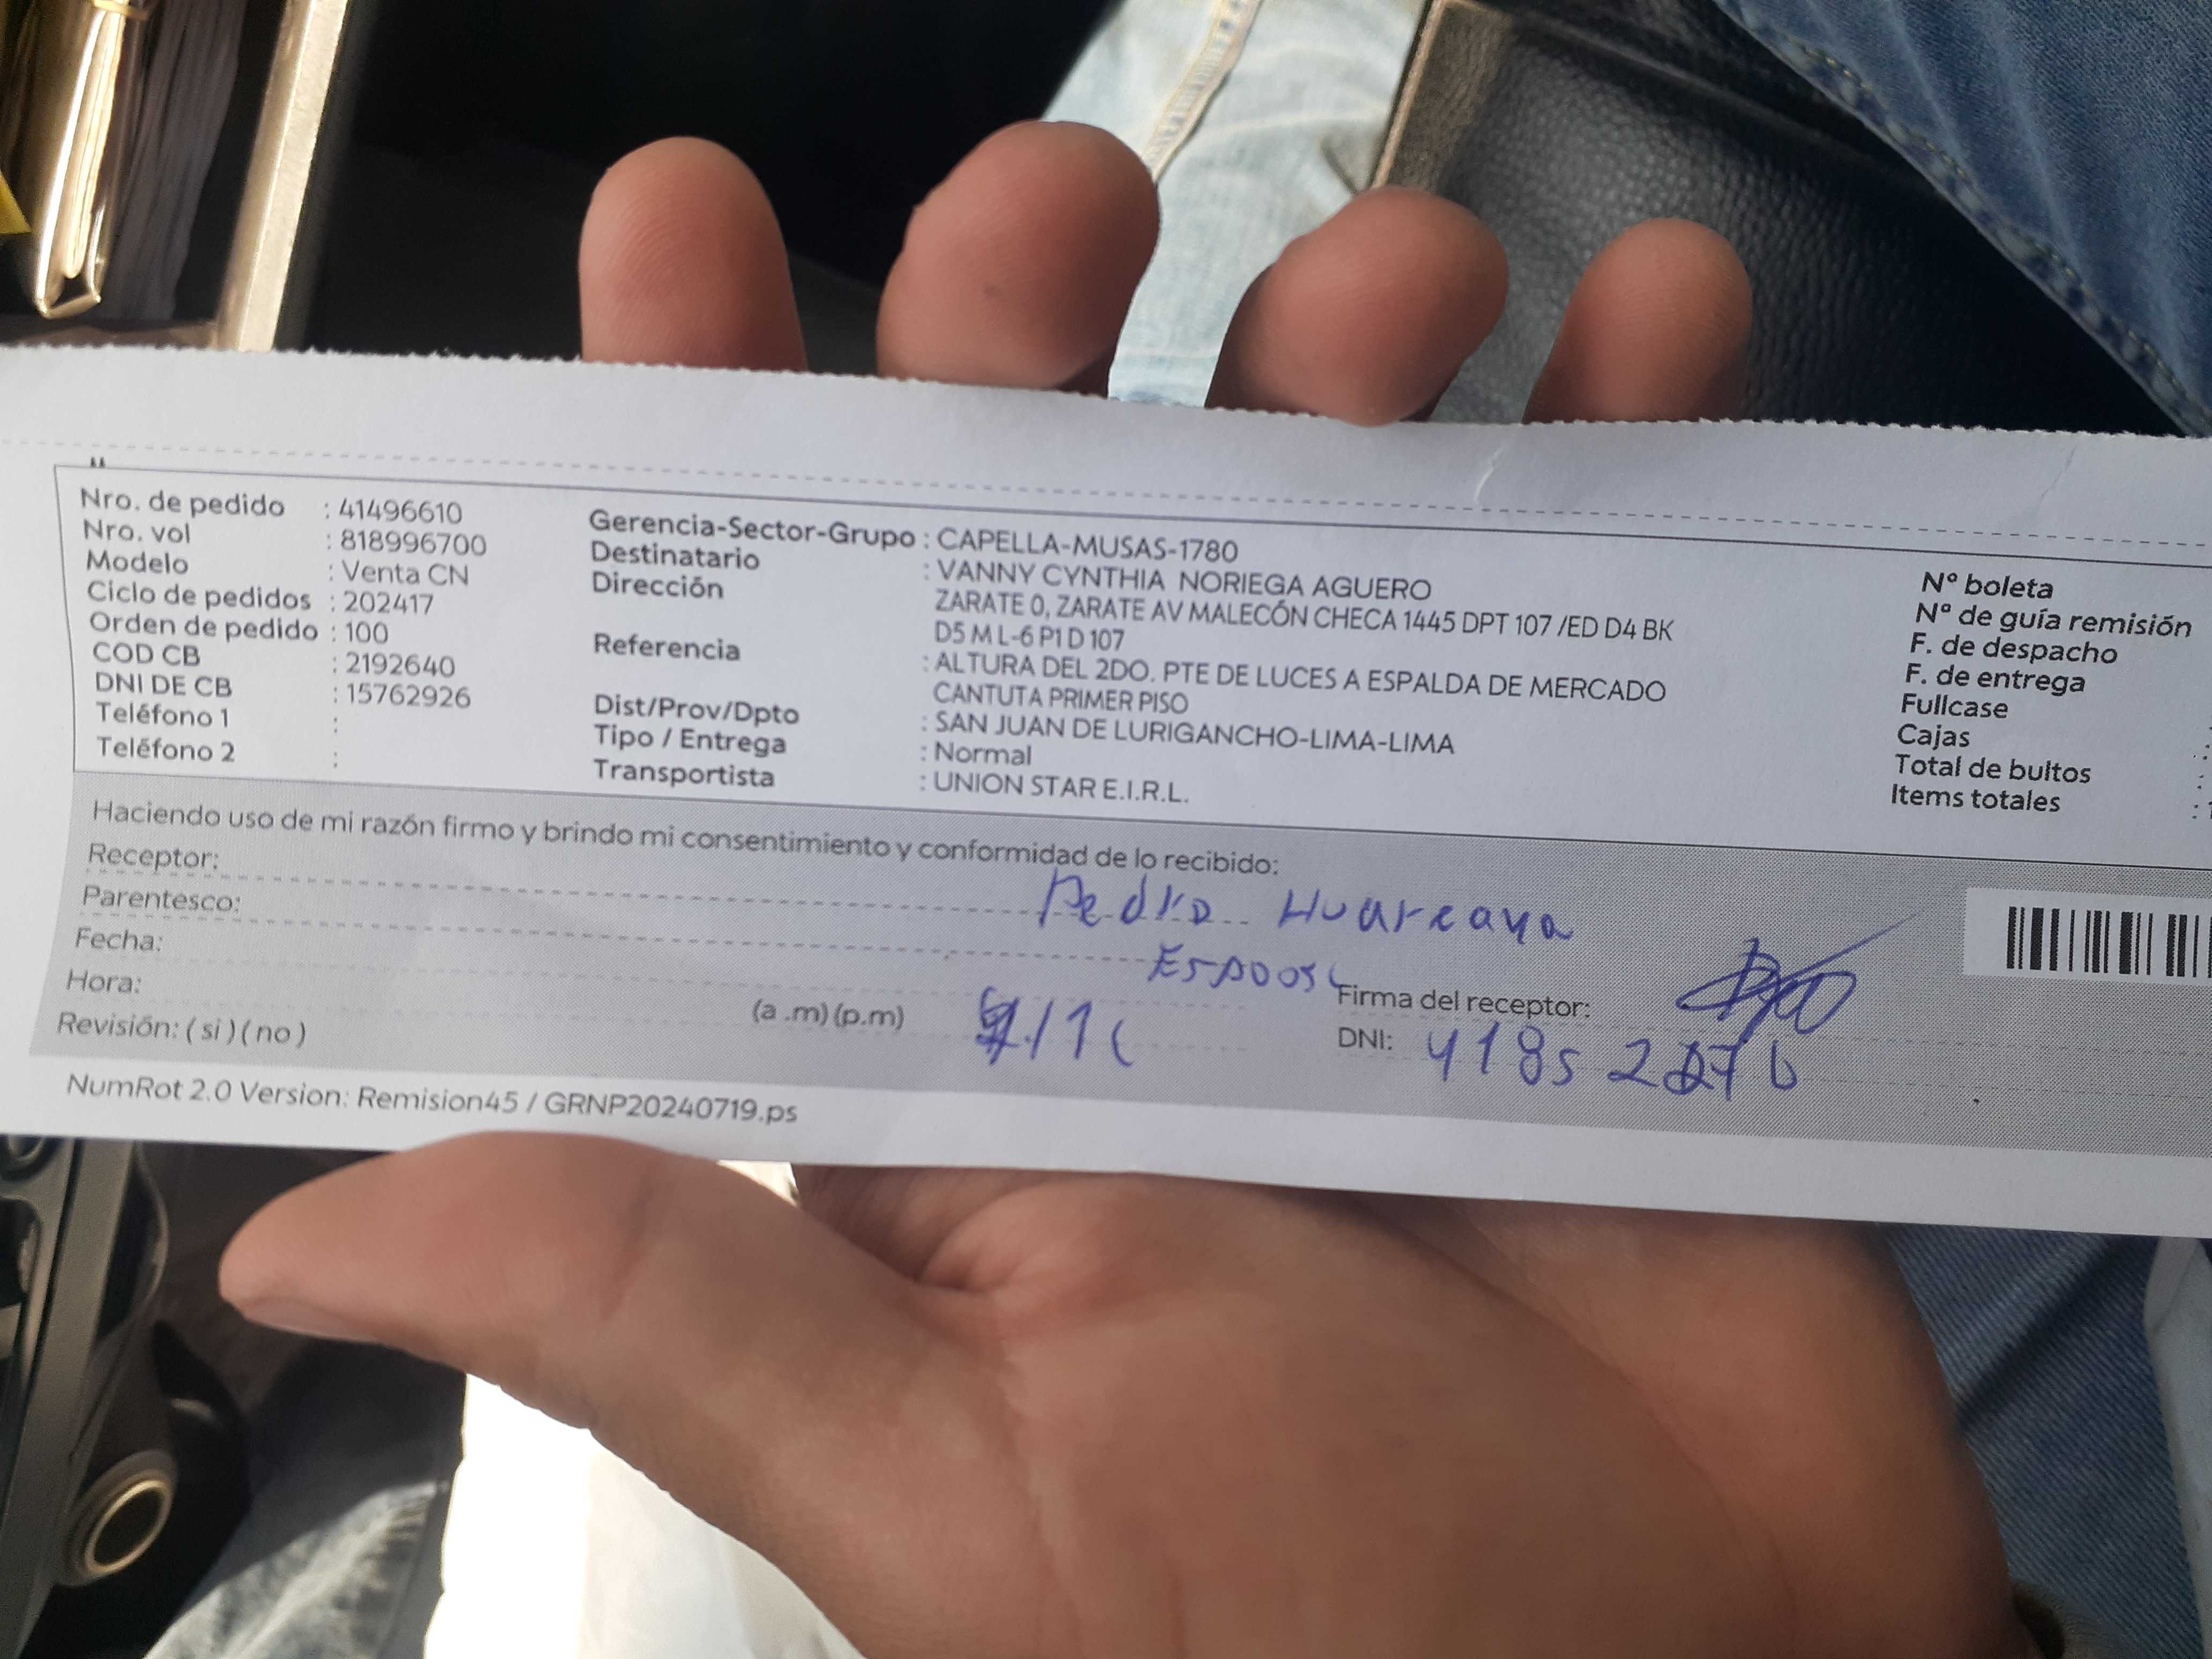 Nro. de pedido : 41496610
Nro. vol : 818996700
Modelo : Venta CN
Ciclo de pedidos : 202417
Orden de pedido : 100
COD CB : 2192640
DNI DE CB : 15762926
Teléfono 1 :
Teléfono 2 :
Gerencia-Sector-Grupo : CAPELLA-MUSAS-1780
Destinatario : VANNY CYNTHIA NORIEGA AGUERO
Dirección ZARATE 0, ZARATE AV MALECÓN CHECA 1445 DPT 107 /ED D4 BK
D5 M L-6 P1 D 107
Referencia : ALTURA DEL 2DO. PTE DE LUCES A ESPALDA DE MERCADO
CANTUTA PRIMER PISO
Dist/Prov/Dpto : SAN JUAN DE LURIGANCHO-LIMA-LIMA
Tipo / Entrega : Normal
Transportista : UNION STAR E.I.R.L.
N° boleta
N° de guía remisión
F. de despacho
F. de entrega
Fullcase
Cajas :
Total de bultos :
Items totales :
Haciendo uso de mi razón firmo y brindo mi consentimiento y conformidad de lo recibido:
Receptor: Pedro Huarcaya
Parentesco:
Fecha:
Hora: (a .m) (p.m)
Revisión: ( si ) ( no )
Firma del receptor:
DNI:
NumRot 2.0 Version: Remision45 / GRNP20240719.ps